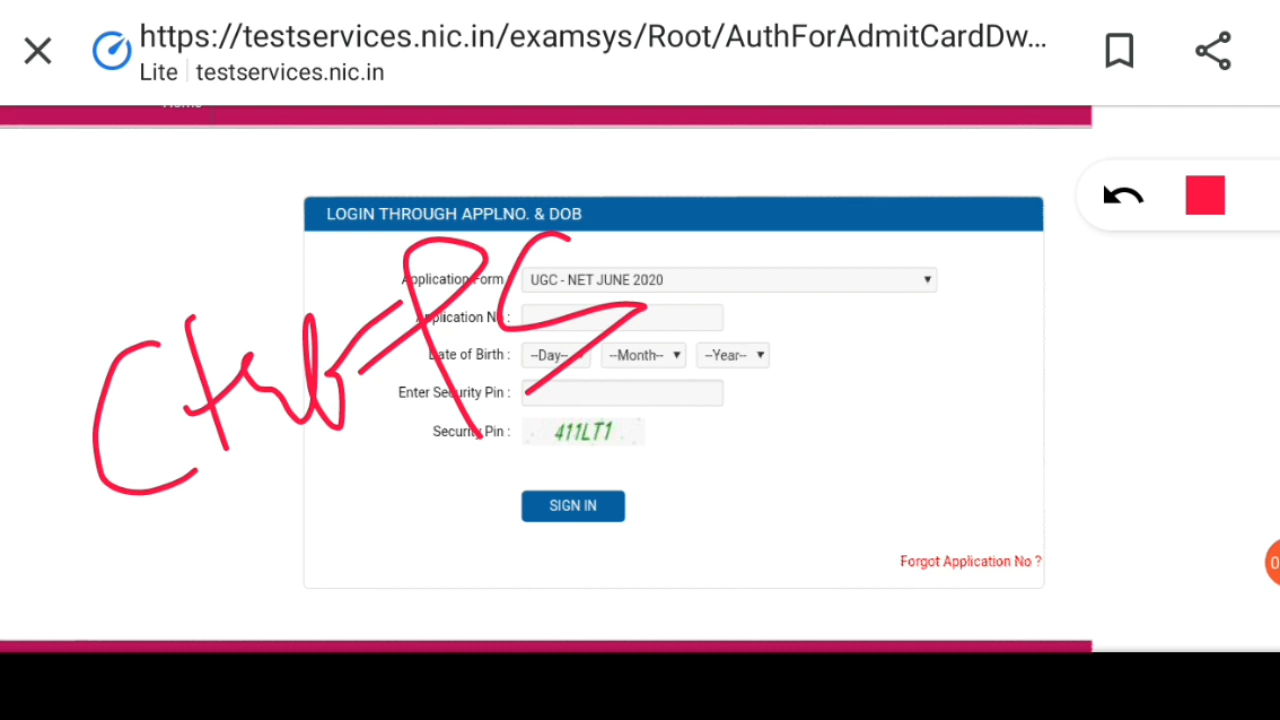 https://testservices.nic.in/examsys/Root/AuthForAdmitCardDw...
Lite testservices.nic.in
Home
LOGIN THROUGH APPLNO. & DOB
Application Form UGC - NET JUNE 2020
Application No :
Date of Birth : --Day-- --Month-- --Year--
Enter Security Pin :
Security Pin : 411LT1
SIGN IN
Forgot Application No ?